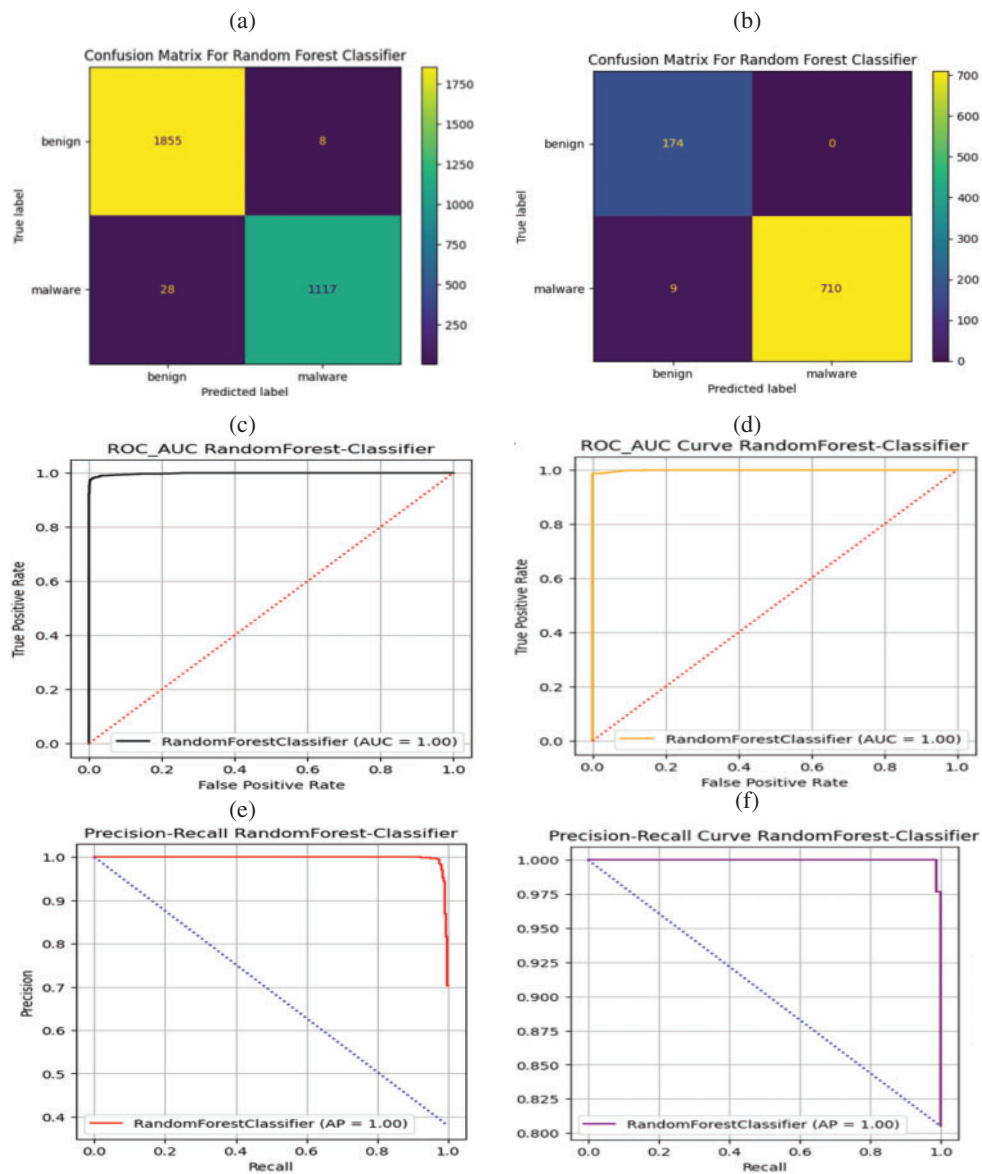 (a)
Confusion Matrix For Random Forest Classifier
benign
malware
True label
1855
8
28
1117
benign
malware
Predicted label
1750
1500
1250
1000
750
500
250
(b)
Confusion Matrix For Random Forest Classifier
benign
malware
True label
174
0
9
710
benign
malware
Predicted label
700
600
500
400
300
200
100
0
(c)
ROC_AUC RandomForest-Classifier
True Positive Rate
1.0
0.8
0.6
0.4
0.2
0.0
RandomForestClassifier (AUC = 1.00)
0.0 0.2 0.4 0.6 0.8 1.0
False Positive Rate
(d)
ROC_AUC Curve RandomForest-Classifier
True Positive Rate
1.0
0.8
0.6
0.4
0.2
0.0
RandomForestClassifier (AUC = 1.00)
0.0 0.2 0.4 0.6 0.8 1.0
False Positive Rate
(e)
Precision-Recall RandomForest-Classifier
Precision
1.0
0.9
0.8
0.7
0.6
0.5
0.4
RandomForestClassifier (AP = 1.00)
0.0 0.2 0.4 0.6 0.8 1.0
Recall
(f)
Precision-Recall Curve RandomForest-Classifier
1.000
0.975
0.950
0.925
0.900
0.875
0.850
0.825
0.800
RandomForestClassifier (AP = 1.00)
0.0 0.2 0.4 0.6 0.8 1.0
Recall